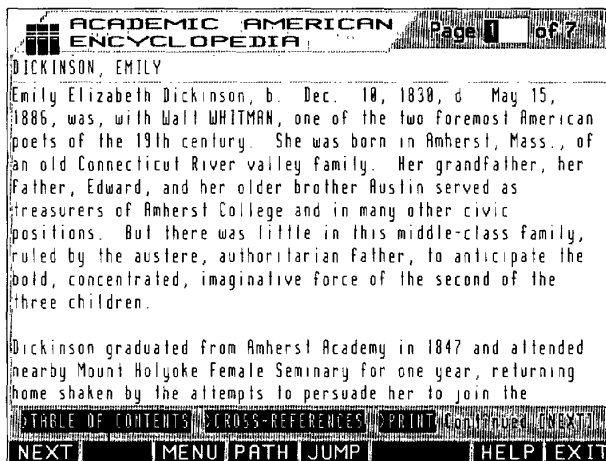 ACADEMIC AMERICAN
ENCYCLOPEDIA
Page 1 of 7
DICKINSON, EMILY
Emily Elizabeth Dickinson, b. Dec. 10, 1830, d May 15,
1886, was, with Walt WHITMAN, one of the two foremost American
poets of the 19th century. She was born in Amherst, Mass., of
an old Connecticut River valley family. Her grandfather, her
father, Edward, and her older brother Austin served as
treasurers of Amherst College and in many other civic
positions. But there was little in this middle-class family,
ruled by the austere, authoritarian father, to anticipate the
bold, concentrated, imaginative force of the second of the
three children.
Dickinson graduated from Amherst Academy in 1847 and attended
nearby Mount Holyoke Female Seminary for one year, returning
home shaken by the attempts to persuade her to join the
>TABLE OF CONTENTS >CROSS-REFERENCES >PRINT Continued [NEXT]
NEXT MENU PATH JUMP HELP EXIT